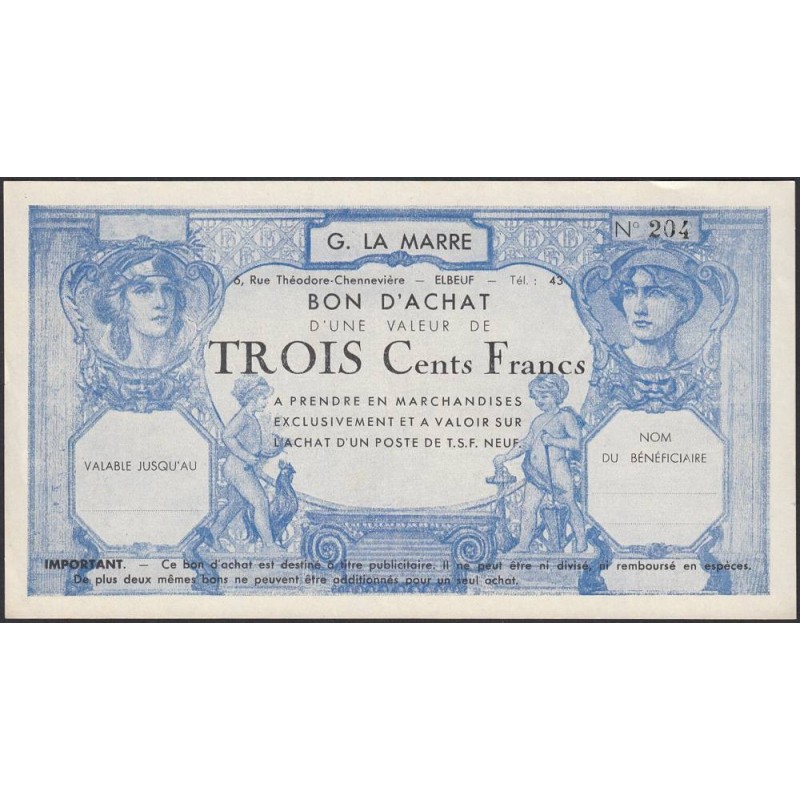 G. LA MARRE
N° 204
6, Rue Théodore-Chennevière — ELBEUF — Tél. : 43
BON D'ACHAT
D'UNE VALEUR DE
TROIS Cents Francs
A PRENDRE EN MARCHANDISES
EXCLUSIVEMENT ET A VALOIR SUR
L'ACHAT D'UN POSTE DE T.S.F. NEUF.
VALABLE JUSQU'AU
NOM
DU BÉNÉFICIAIRE
IMPORTANT. — Ce bon d'achat est destiné à titre publicitaire. Il ne peut être ni divisé, ni remboursé en espèces.
De plus deux mêmes bons ne peuvent être additionnés pour un seul achat.